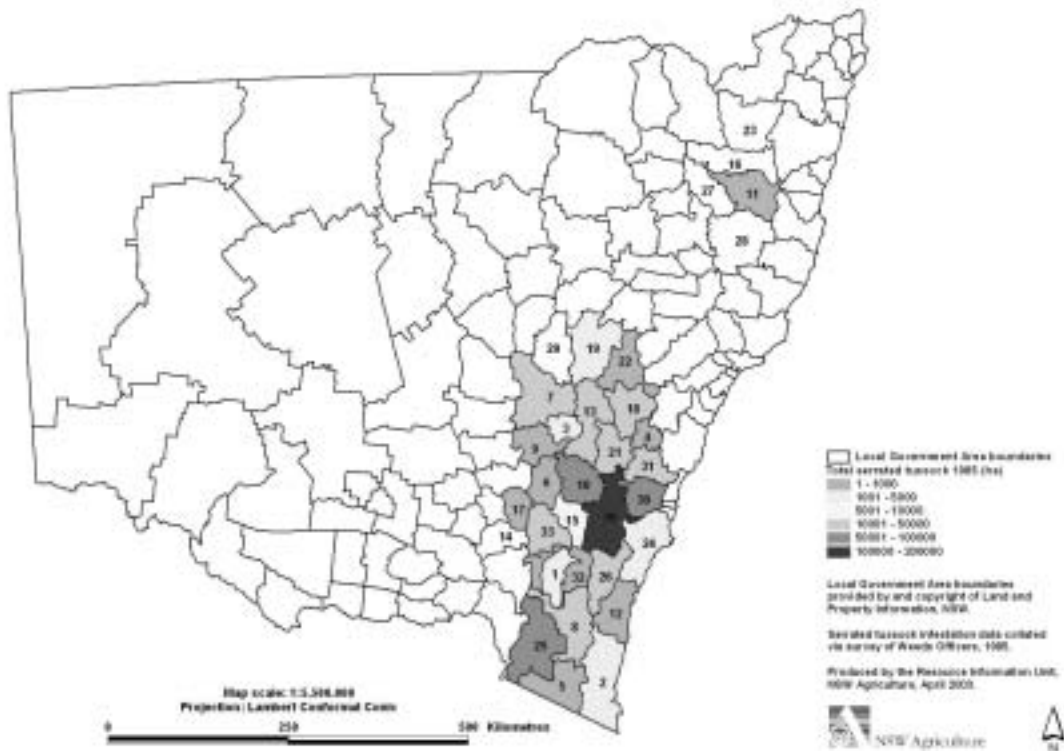 23
16
27
11
28
29
19
22
7
13
18
3
4
9
21
31
6
10
30
17
15
14
33
24
1
32
26
12
8
25
5
2
Local Government Area boundaries
Total serrated tussock 1985 (ha)
1 - 1000
1001 - 5000
5001 - 10000
10001 - 50000
50001 - 100000
100000 - 200000
Local Government Area boundaries
provided by and copyright of Land and
Property Information, NSW.
Serrated tussock infestation data collated
via survey of Weeds Officers, 1985.
Produced by the Resource Information Unit,
NSW Agriculture, April 2003.
NSW Agriculture
Map scale: 1:5,500,000
Projection: Lambert Conformal Conic
0 250 500 Kilometres